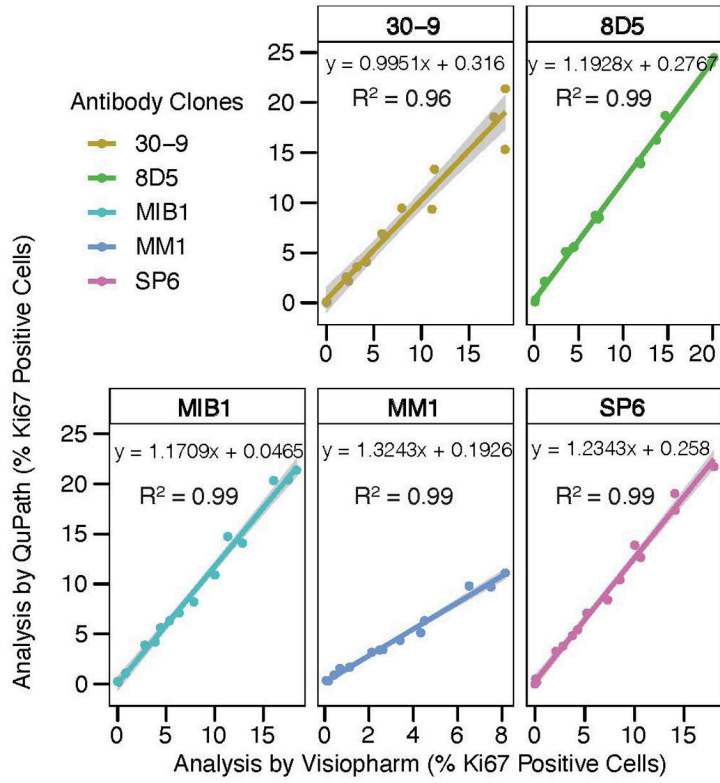 30–9
8D5
y = 0.9951x + 0.316
y = 1.1928x + 0.2767
R² = 0.96
R² = 0.99
25
20
15
10
5
0
0 5 10 15
0 5 10 15 20
Antibody Clones
30–9
8D5
MIB1
MM1
SP6
Analysis by QuPath (% Ki67 Positive Cells)
MIB1
MM1
SP6
y = 1.1709x + 0.0465
y = 1.3243x + 0.1926
y = 1.2343x + 0.258
R² = 0.99
R² = 0.99
R² = 0.99
25
20
15
10
5
0
0 5 10 15
0 2 4 6 8
0 5 10 15
Analysis by Visiopharm (% Ki67 Positive Cells)